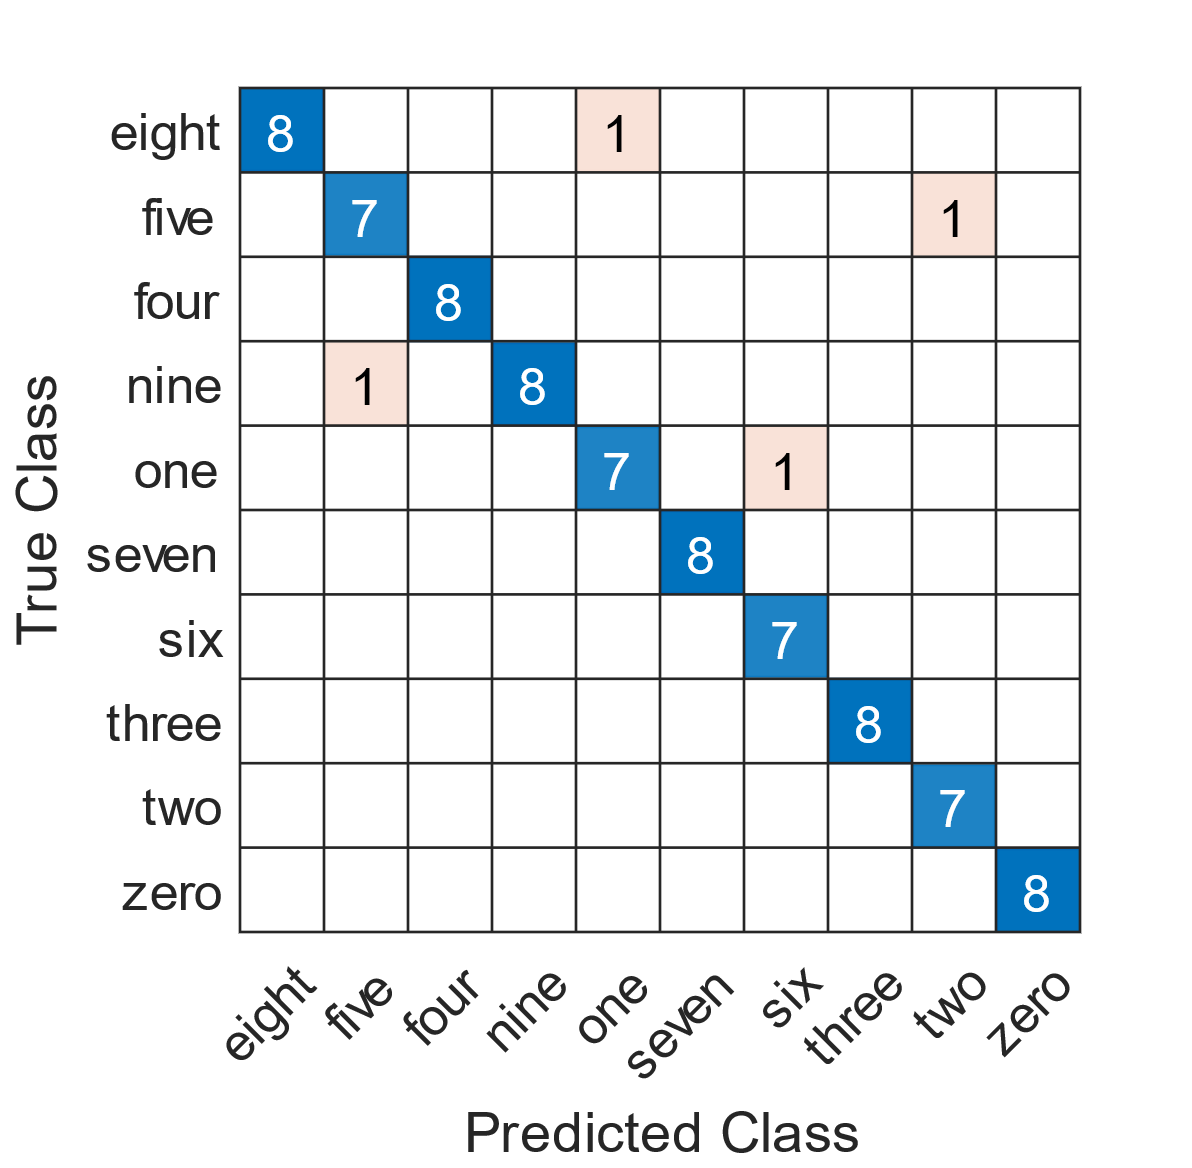 True Class
eight 8 1
five 7 1
four 8
nine 1 8
one 7 1
seven 8
six 7
three 8
two 7
zero 8
eight five four nine one seven six three two zero
Predicted Class